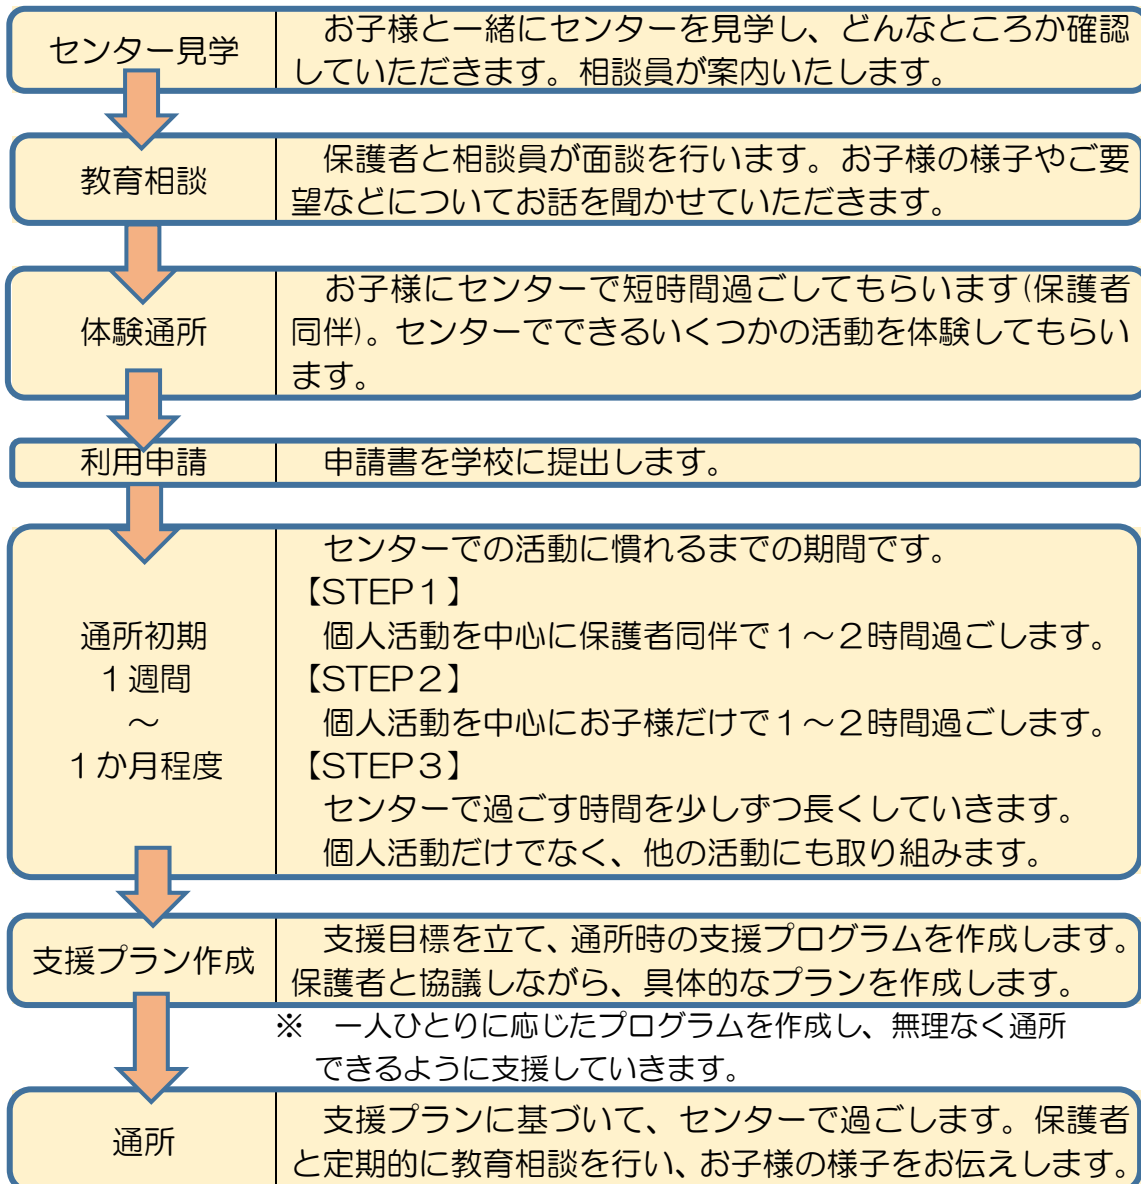 センター見学
お子様と一緒にセンターを見学し、どんなところか確認
していただきます。相談員が案内いたします。
教育相談
保護者と相談員が面談を行います。お子様の様子やご要
望などについてお話を聞かせていただきます。
体験通所
お子様にセンターで短時間過ごしてもらいます(保護者
同伴)。センターでできるいくつかの活動を体験してもらい
ます。
利用申請
申請書を学校に提出します。
通所初期
１週間
～
１か月程度
センターでの活動に慣れるまでの期間です。
【STEP１】
個人活動を中心に保護者同伴で１～２時間過ごします。
【STEP２】
個人活動を中心にお子様だけで１～２時間過ごします。
【STEP３】
センターで過ごす時間を少しずつ長くしていきます。
個人活動だけでなく、他の活動にも取り組みます。
支援プラン作成
支援目標を立て、通所時の支援プログラムを作成します。
保護者と協議しながら、具体的なプランを作成します。
※　一人ひとりに応じたプログラムを作成し、無理なく通所
できるように支援していきます。
通所
支援プランに基づいて、センターで過ごします。保護者
と定期的に教育相談を行い、お子様の様子をお伝えします。